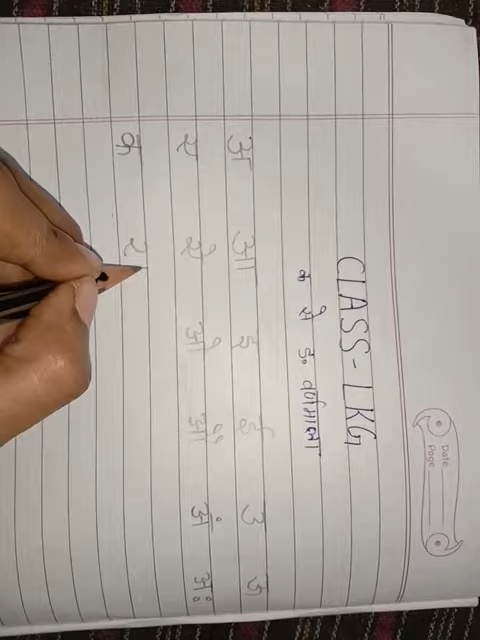 Date
Page
CLASS-LKG
क से ङ वर्णमाला
अ आ इ ई उ ऊ
ए ऐ ओ औ अं अः
क र